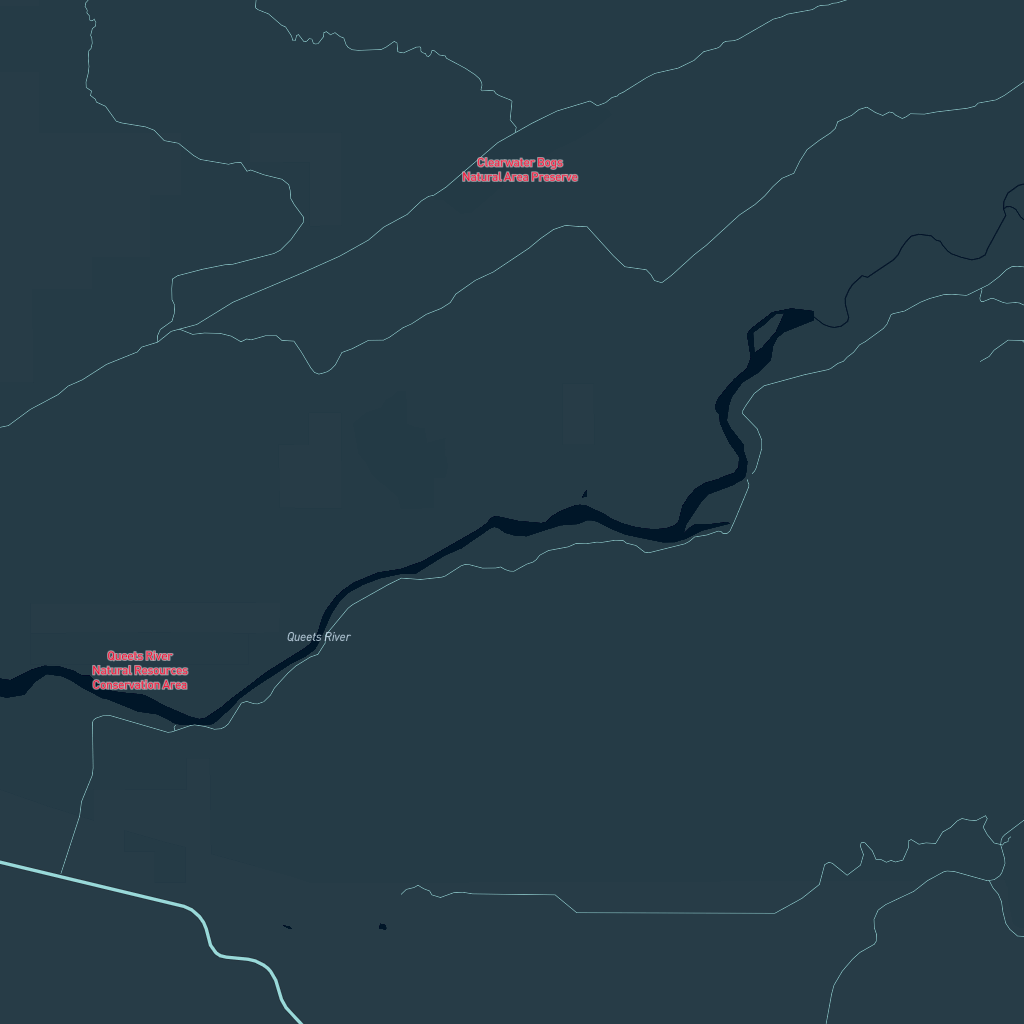 Clearwater Bogs
Natural Area Preserve
Queets River
Queets River
Natural Resources
Conservation Area